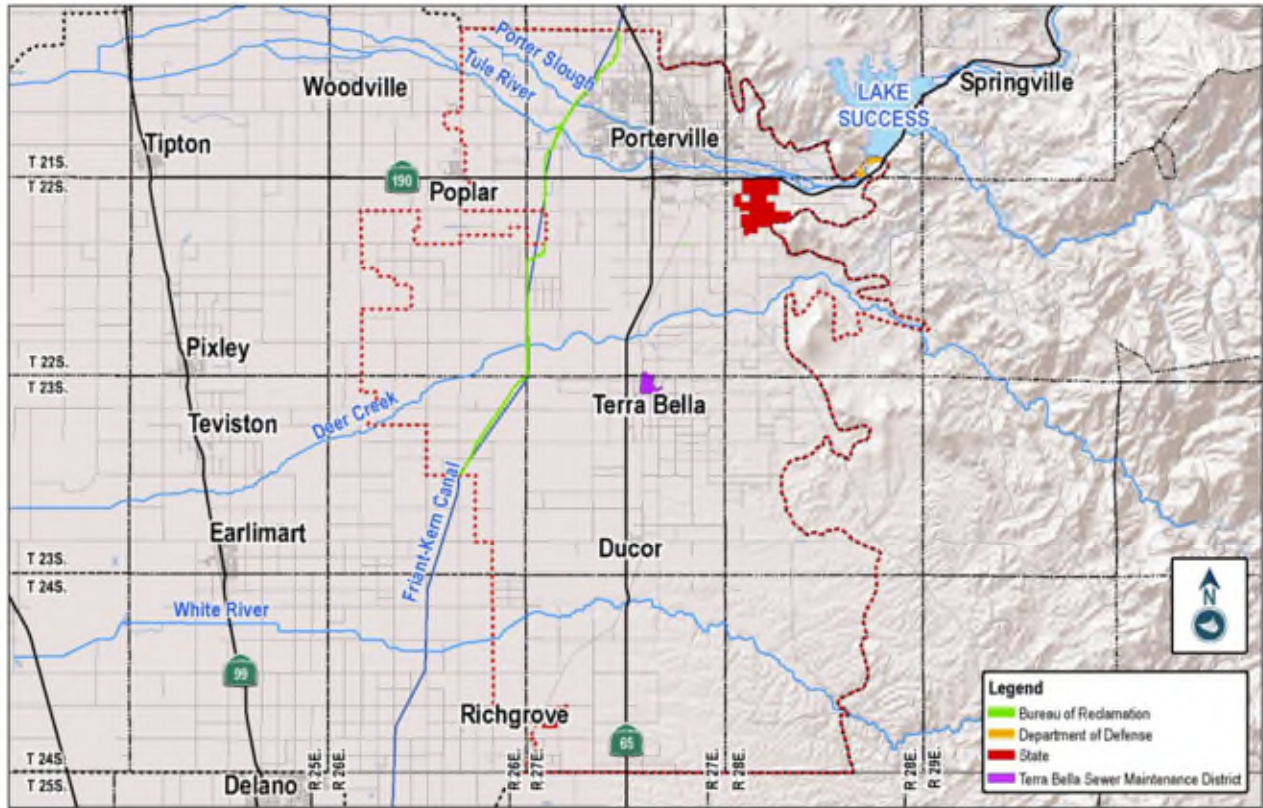 Porter Slough
Tule River
Woodville
Springville
LAKE
SUCCESS
Tipton
Porterville
T 21S.
T 22S.
190
Poplar
Pixley
T 22S.
T 23S.
Terra Bella
Teviston
Deer Creek
Friant-Kern Canal
Earlimart
Ducor
T 23S.
T 24S.
White River
N
99
Richgrove
65
Legend
Bureau of Reclamation
Department of Defense
State
Terra Bella Sewer Maintenance District
T 24S.
T 25S.
Delano
R 25E.
R 26E.
R 26E.
R 27E.
R 27E.
R 28E.
R 28E.
R 29E.